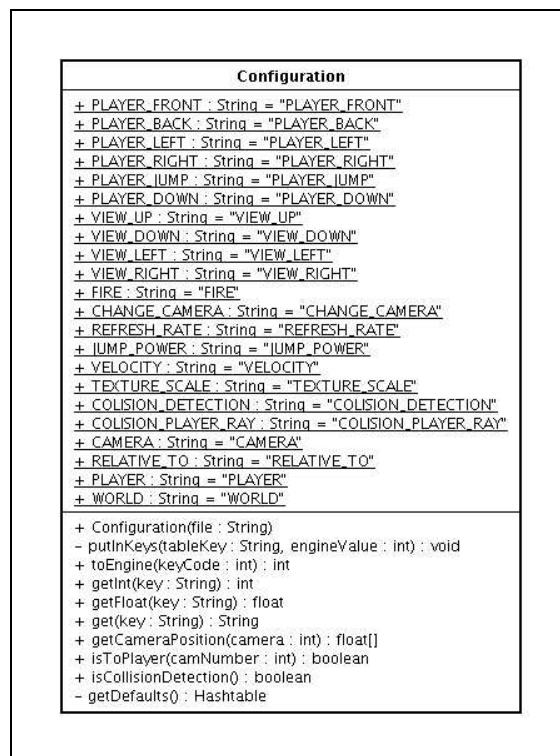 Configuration
+ PLAYER_FRONT : String = "PLAYER_FRONT"
+ PLAYER_BACK : String = "PLAYER_BACK"
+ PLAYER_LEFT : String = "PLAYER_LEFT"
+ PLAYER_RIGHT : String = "PLAYER_RIGHT"
+ PLAYER_JUMP : String = "PLAYER_JUMP"
+ PLAYER_DOWN : String = "PLAYER_DOWN"
+ VIEW_UP : String = "VIEW_UP"
+ VIEW_DOWN : String = "VIEW_DOWN"
+ VIEW_LEFT : String = "VIEW_LEFT"
+ VIEW_RIGHT : String = "VIEW_RIGHT"
+ FIRE : String = "FIRE"
+ CHANGE_CAMERA : String = "CHANGE_CAMERA"
+ REFRESH_RATE : String = "REFRESH_RATE"
+ JUMP_POWER : String = "JUMP_POWER"
+ VELOCITY : String = "VELOCITY"
+ TEXTURE_SCALE : String = "TEXTURE_SCALE"
+ COLISION_DETECTION : String = "COLISION_DETECTION"
+ COLISION_PLAYER_RAY : String = "COLISION_PLAYER_RAY"
+ CAMERA : String = "CAMERA"
+ RELATIVE_TO : String = "RELATIVE_TO"
+ PLAYER : String = "PLAYER"
+ WORLD : String = "WORLD"
+ Configuration(file : String)
- putInKeys(tableKey : String, engineValue : int) : void
+ toEngine(keyCode : int) : int
+ getInt(key : String) : int
+ getFloat(key : String) : float
+ get(key : String) : String
+ getCameraPosition(camera : int) : float[]
+ isToPlayer(camNumber : int) : boolean
+ isCollisionDetection() : boolean
- getDefaults() : Hashtable